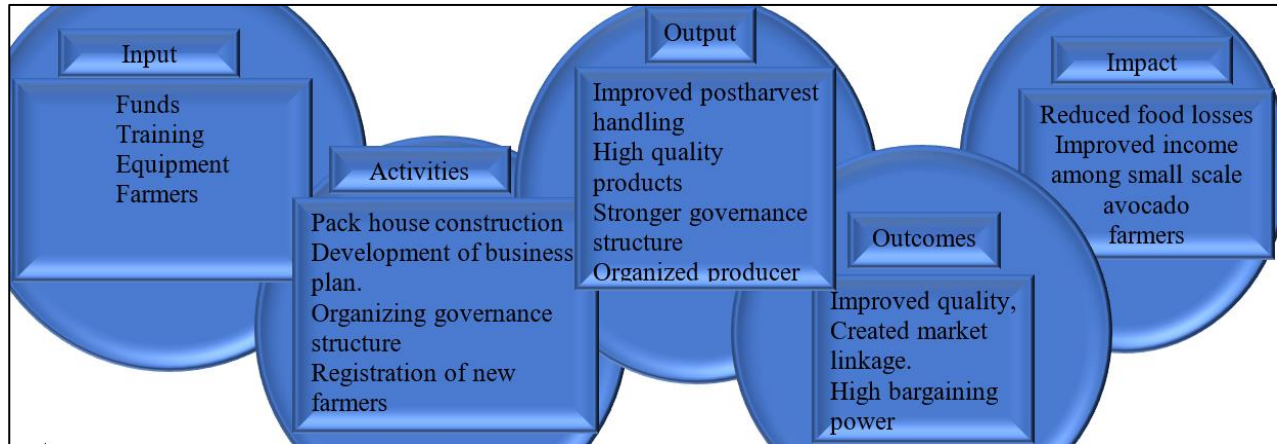 Input
Funds
Training
Equipment
Farmers
Activities
Pack house construction
Development of business
plan.
Organizing governance
structure
Registration of new
farmers
Output
Improved postharvest
handling
High quality
products
Stronger governance
structure
Organized producer
Outcomes
Improved quality,
Created market
linkage.
High bargaining
power
Impact
Reduced food losses
Improved income
among small scale
avocado
farmers